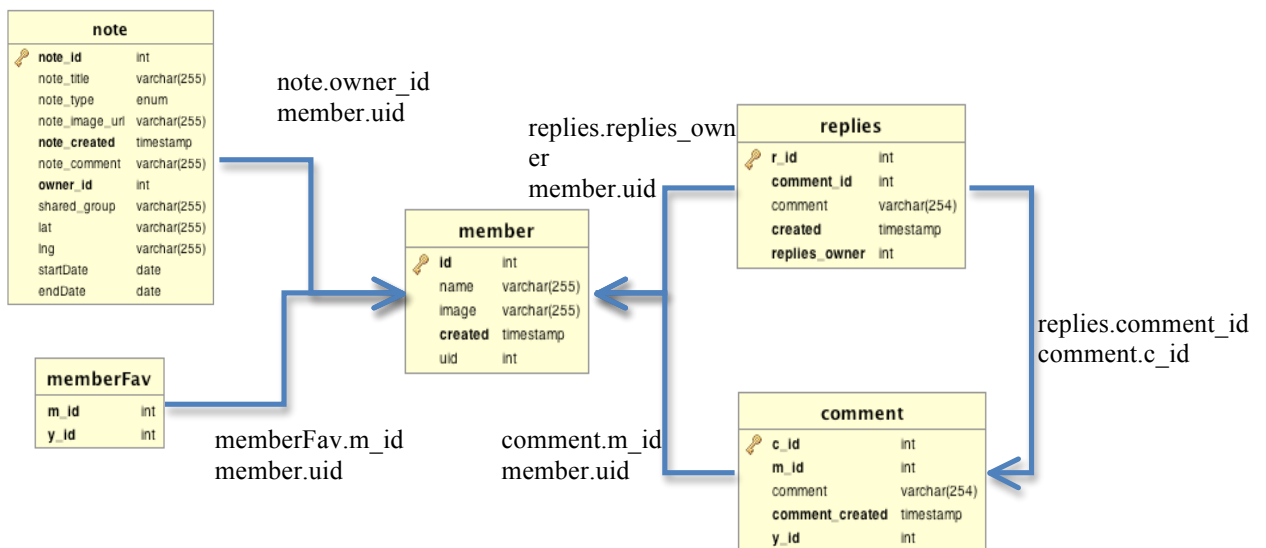 note
note_id int
note_title varchar(255)
note_type enum
note_image_url varchar(255)
note_created timestamp
note_comment varchar(255)
owner_id int
shared_group varchar(255)
lat varchar(255)
lng varchar(255)
startDate date
endDate date
note.owner_id
member.uid
memberFav
m_id int
y_id int
memberFav.m_id
member.uid
member
id int
name varchar(255)
image varchar(255)
created timestamp
uid int
replies.replies_own
er
member.uid
replies
r_id int
comment_id int
comment varchar(254)
created timestamp
replies_owner int
replies.comment_id
comment.c_id
comment.m_id
member.uid
comment
c_id int
m_id int
comment varchar(254)
comment_created timestamp
y_id int